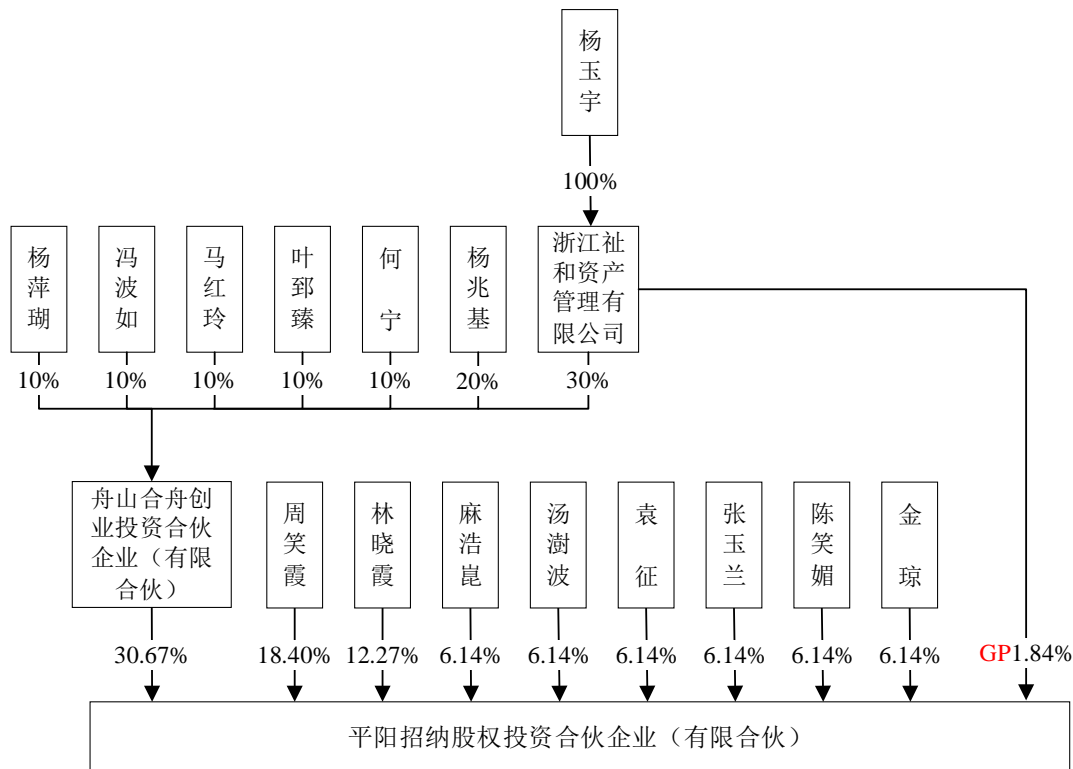 杨玉宇
100%
杨萍瑚
冯波如
马红玲
叶郅臻
何宁
杨兆基
浙江祉
和资产
管理有
限公司
10%
10%
10%
10%
10%
20%
30%
舟山合舟创
业投资合伙
企业（有限
合伙）
周笑霞
林晓霞
麻浩崑
汤澍波
袁征
张玉兰
陈笑媚
金琼
30.67%
18.40%
12.27%
6.14%
6.14%
6.14%
6.14%
6.14%
6.14%
GP1.84%
平阳招纳股权投资合伙企业（有限合伙）